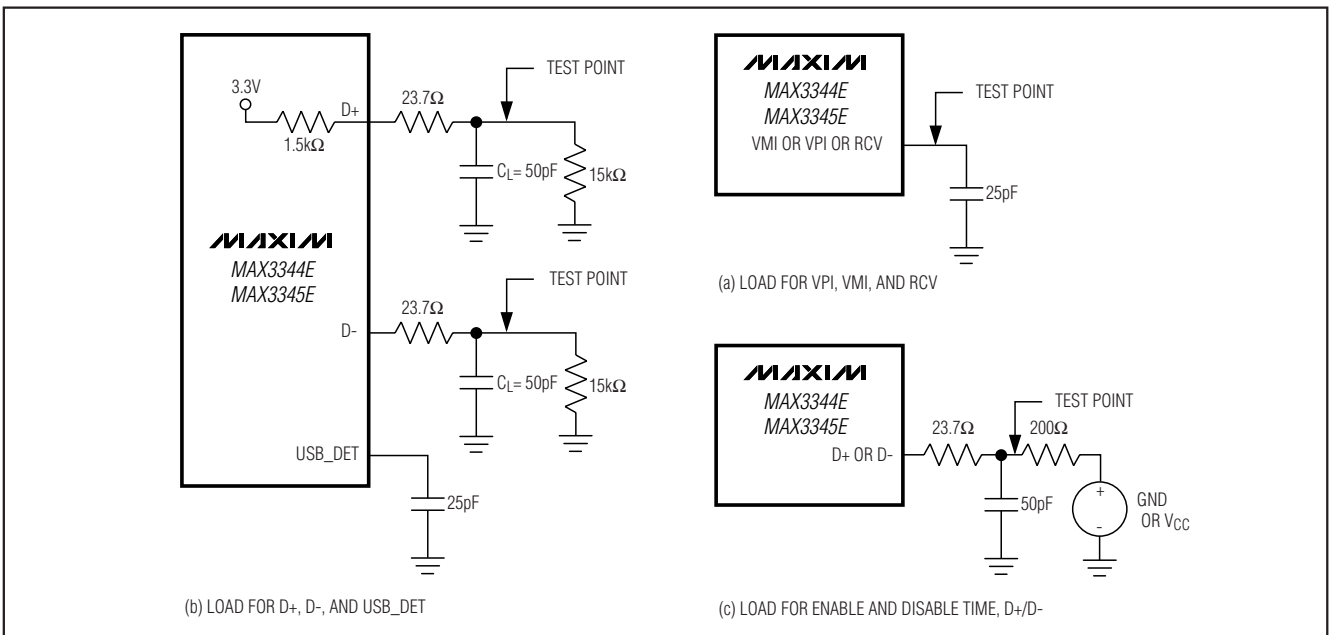 3.3V
1.5kΩ
D+
23.7Ω
TEST POINT
CL= 50pF
15kΩ
MAXIM
MAX3344E
MAX3345E
D-
23.7Ω
TEST POINT
CL= 50pF
15kΩ
USB_DET
25pF
(b) LOAD FOR D+, D-, AND USB_DET
MAXIM
MAX3344E
MAX3345E
VMI OR VPI OR RCV
TEST POINT
25pF
(a) LOAD FOR VPI, VMI, AND RCV
MAXIM
MAX3344E
MAX3345E
D+ OR D-
23.7Ω
TEST POINT
200Ω
50pF
+
-
GND
OR VCC
(c) LOAD FOR ENABLE AND DISABLE TIME, D+/D-